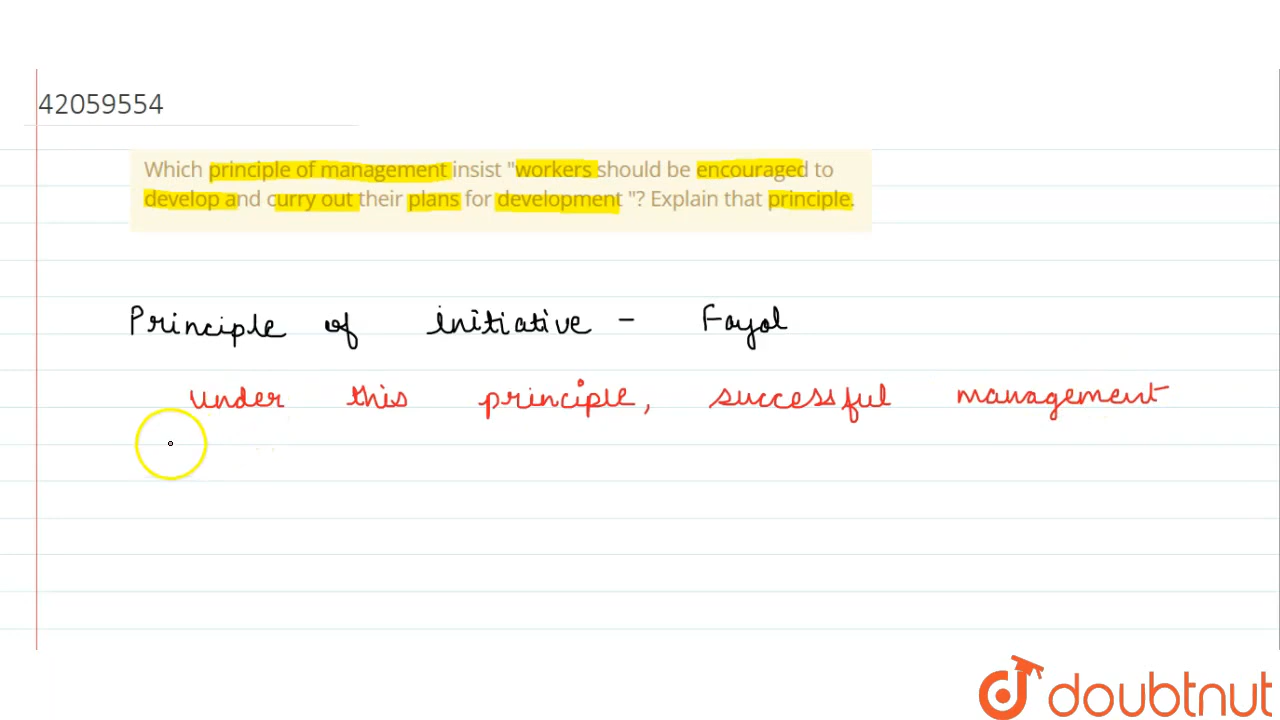 42059554
Which principle of management insist "workers should be encouraged to
develop and curry out their plans for development "? Explain that principle.
Principle of initiative - Fayol
under this principle, successful management
doubtnut